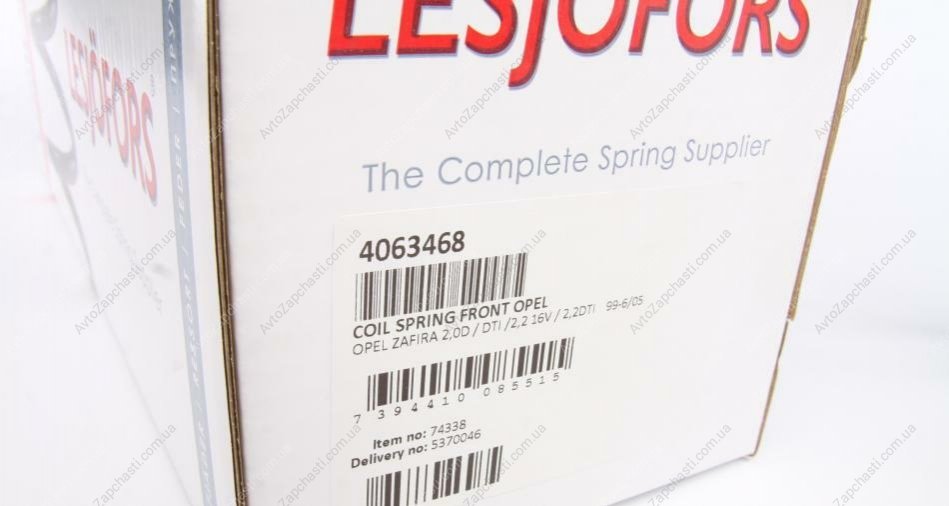 LESJÖFORS
The Complete Spring Supplier
4063468
COIL SPRING FRONT OPEL
OPEL ZAFIRA 2,0D / DTI /2,2 16V / 2,2DTI 99-6/05
7 394410 085515
Item no: 74338
Delivery no: 5370046
LESJÖFORS
FEDER
AvtoZapchasti.com.ua